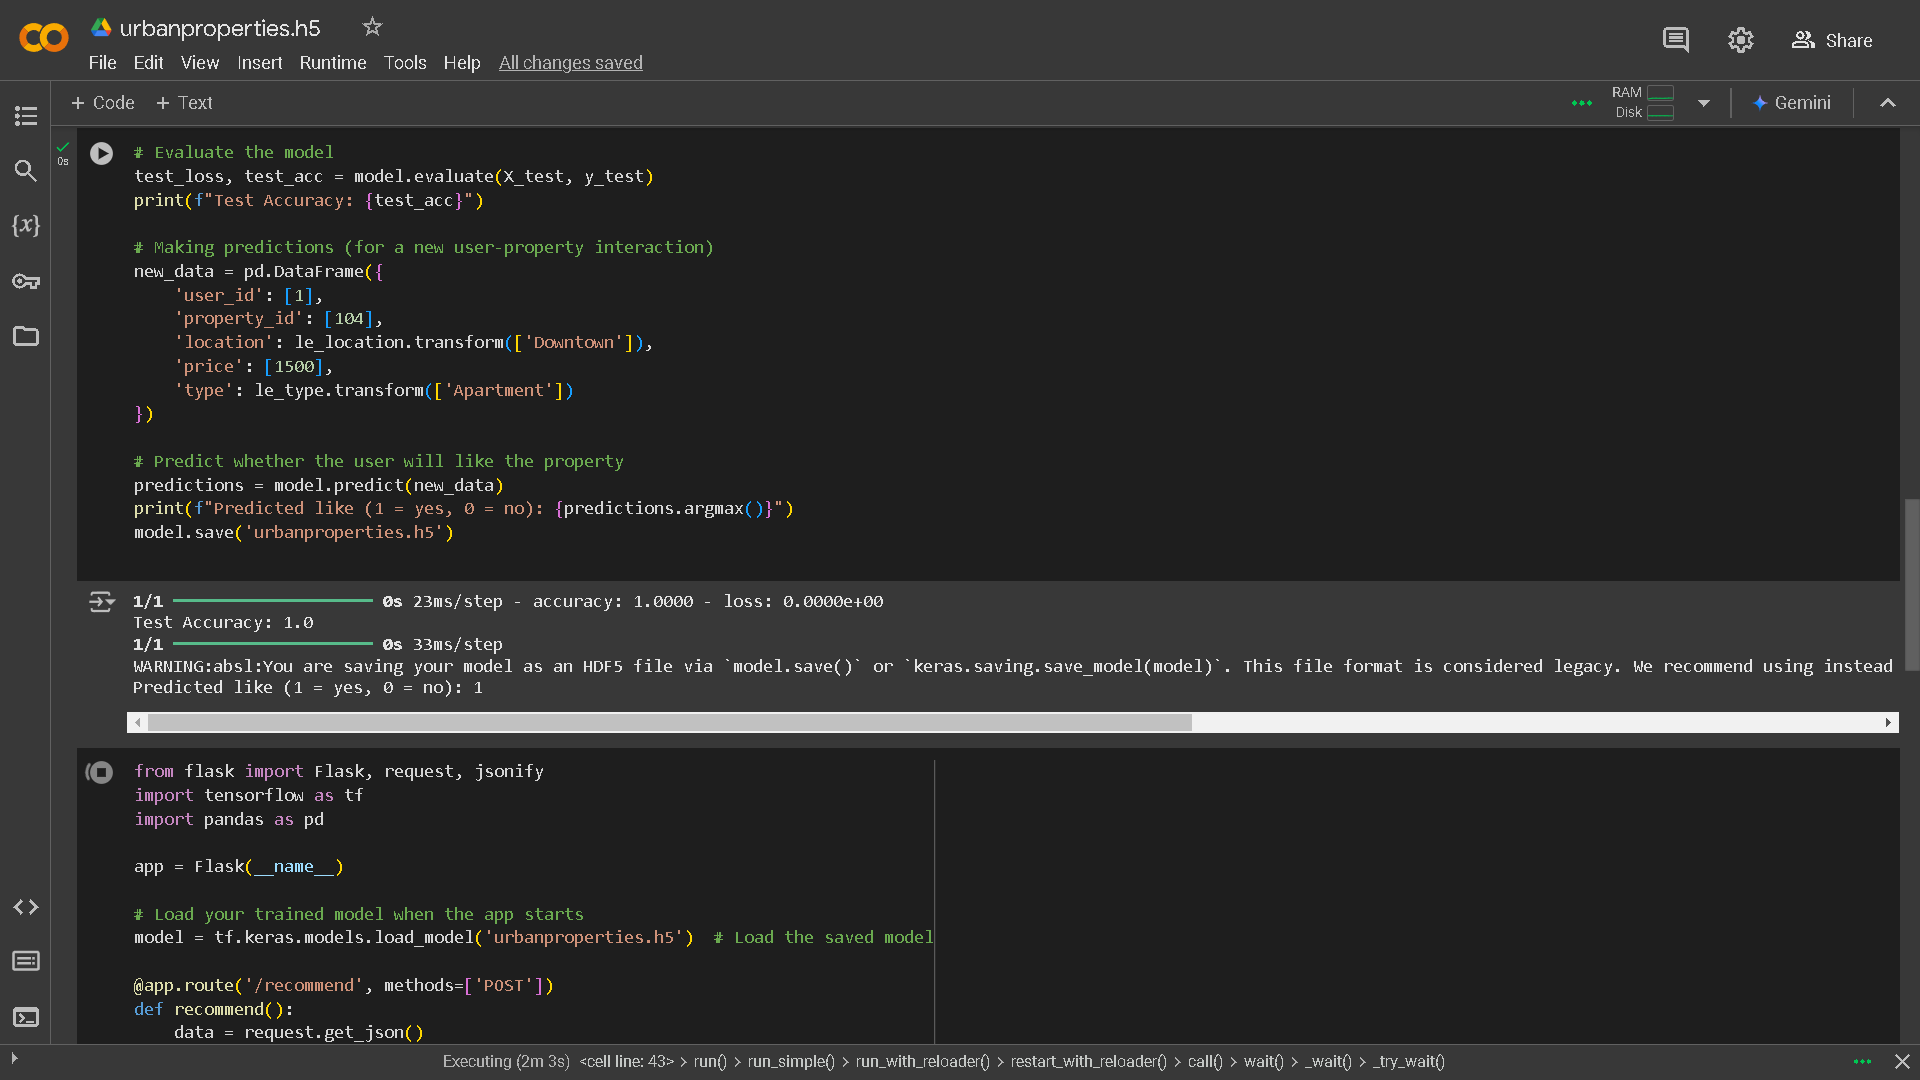 urbanproperties.h5
File Edit View Insert Runtime Tools Help All changes saved
Share
+ Code + Text
RAM
Disk
Gemini
0s
# Evaluate the model
test_loss, test_acc = model.evaluate(X_test, y_test)
print(f"Test Accuracy: {test_acc}")
# Making predictions (for a new user-property interaction)
new_data = pd.DataFrame({
'user_id': [1],
'property_id': [104],
'location': le_location.transform(['Downtown']),
'price': [1500],
'type': le_type.transform(['Apartment'])
})
# Predict whether the user will like the property
predictions = model.predict(new_data)
print(f"Predicted like (1 = yes, 0 = no): {predictions.argmax()}")
model.save('urbanproperties.h5')
1/1 0s 23ms/step - accuracy: 1.0000 - loss: 0.0000e+00
Test Accuracy: 1.0
1/1 0s 33ms/step
WARNING:absl:You are saving your model as an HDF5 file via `model.save()` or `keras.saving.save_model(model)`. This file format is considered legacy. We recommend using instead
Predicted like (1 = yes, 0 = no): 1
from flask import Flask, request, jsonify
import tensorflow as tf
import pandas as pd
app = Flask(__name__)
# Load your trained model when the app starts
model = tf.keras.models.load_model('urbanproperties.h5')  # Load the saved model
@app.route('/recommend', methods=['POST'])
def recommend():
data = request.get_json()
Executing (2m 3s) <cell line: 43> > run() > run_simple() > run_with_reloader() > restart_with_reloader() > call() > wait() > _wait() > _try_wait()